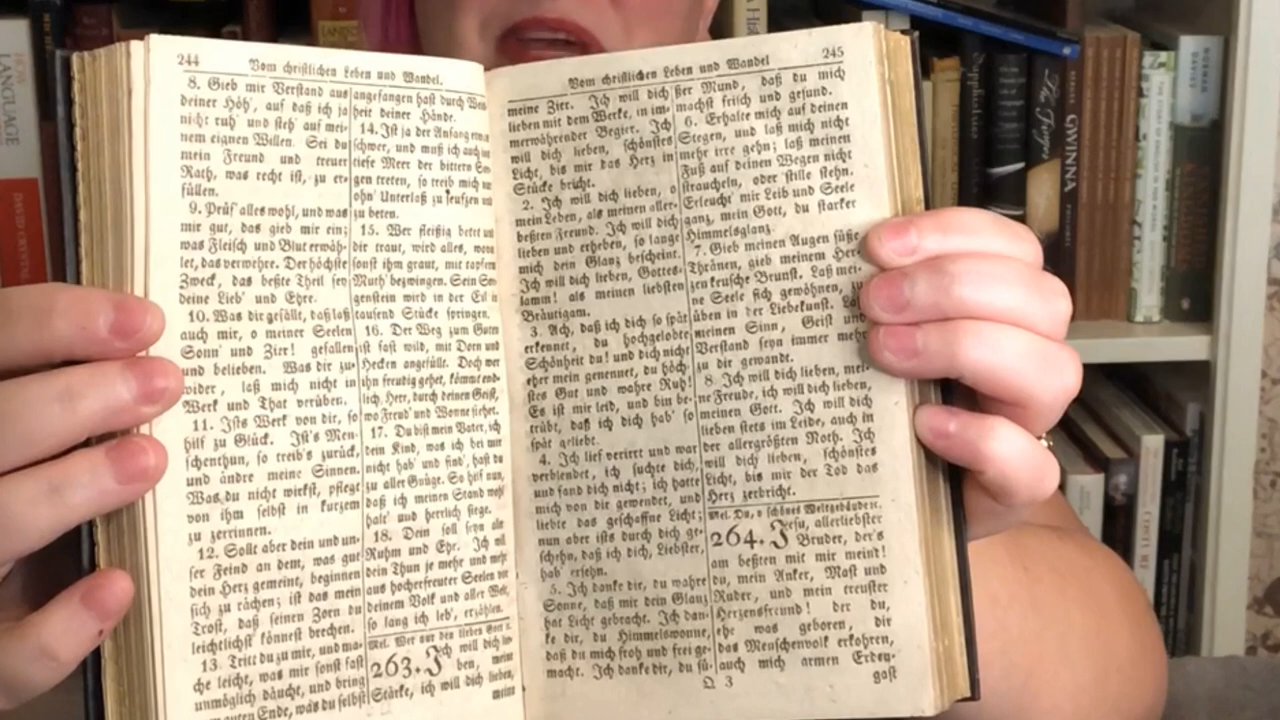 244
Vom christlichen Leben und Wandel.
8. Gieb mir Verstand aus
deiner Höh', auf daß ich ja
nicht ruh' und steh' auf mei-
nem eignen Willen. Sei du
mein Freund und treuer
Rath, was recht ist, zu er-
füllen.
9. Prüf' alles wohl, und was
mir gut, das gieb mir ein;
was Fleisch und Blut erwäh-
let, das verwehre. Der höchste
Zweck, das beßte Theil sey
deine Lieb' und Ehre.
10. Was dir gefällt, das laß
auch mir, o meiner Seelen
Sonn' und Zier! gefallen
und belieben. Was dir zu-
wider, laß mich nicht in
Werk und That verüben.
11. Ists Werk von dir, so
hilf zu Glück. Ist's Men-
schenthun, so treib's zurück,
und ändre meine Sinnen.
Was du nicht wirkst, pflegt
von ihm selbst in kurzem
zu zerrinnen.
12. Sollt aber dein und un-
ser Feind an dem, was gut
dein Herz gemeint, beginnen
sich zu rächen; ist das mein
Trost, daß seinen Zorn du
leichtlich könnest brechen.
13. Tritt du zu mir, und ma-
che leicht, was mir sonst fast
unmöglich däucht, und bring
guten Ende, was du selbst
angefangen hast durch Weis-
heit deiner Hände.
14. Ist ja der Anfang etwas
schwer, und muß ich auch ins
tiefe Meer der bittern Sor-
gen treten, so treib mich nur
ohn' Unterlaß zu seufzen und
zu beten.
15. Wer fleißig betet und
dir traut, wird alles, wovor
sonst ihm graut, mit tapferm
Muth bezwingen. Sein Sor-
genstein wird in der Eil in
tausend Stücke springen.
16. Der Weg zum Guten
ist fast wild, mit Dorn und
Hecken angefüllt. Doch wer
ihn freudig gehet, kömmt end-
lich, Herr, durch deinen Geist,
wo Freud' und Wonne stehet.
17. Du bist mein Vater, ich
dein Kind, was ich bei mir
nicht hab' und find', hast du
zu aller Gnüge. So hilf nun,
daß ich meinen Stand wohl
halt' und herrlich siege.
18. Dein soll seyn alle
Ruhm und Ehr. Ich will
dein Thun je mehr und mehr
aus hocherfreuter Seelen vor
deinem Volk und aller Welt,
so lang ich leb', erzählen.
Mel. Wer nur den lieben Gott ꝛc.
263. Ich will dich lie-
ben, meine
Stärke, ich will dich lieben,
meine
Vom christlichen Leben und Wandel
245
meine Zier. Ich will dich
lieben mit dem Werke, in im-
merwährender Begier. Ich
will dich lieben, schönstes
Licht, bis mir das Herz in
Stücke bricht.
2. Ich will dich lieben, o
mein Leben, als meinen aller-
beßten Freund. Ich will dich
lieben und erheben, so lange
mich dein Glanz bescheint.
Ich will dich lieben, Gottes-
lamm! als meinen liebsten
Bräutigam.
3. Ach, daß ich dich so spät
erkennet, du hochgelobte
Schönheit du! und dich nicht
eher mein genennet, du höch-
stes Gut und wahre Ruh!
Es ist mir leid, und bin be-
trübt, daß ich dich hab' so
spät geliebt.
4. Ich lief verirrt und war
verblendet, ich suchte dich,
und fand dich nicht; ich hatte
mich von dir gewendet, und
liebte das geschaffne Licht;
nun aber ists durch dich ge-
schehn, daß ich dich, Liebster,
hab' ersehn.
5. Ich danke dir, du wahre
Sonne, daß mir dein Glanz
hat Licht gebracht. Ich dan-
ke dir, du Himmelswonne,
daß du mich froh und frei ge-
macht. Ich danke dir, du sü-
ßer Mund, daß du mich
machst frisch und gesund.
6. Erhalte mich auf deinen
Stegen, und laß mich nicht
mehr irre gehn; laß meinen
Fuß auf deinen Wegen nicht
straucheln, oder stille stehn.
Erleucht' mir Leib und Seele
ganz, mein Gott, du starker
Himmelsglanz.
7. Gieb meinen Augen süße
Thränen, gieb meinem Her-
zen keusche Brunst. Laß mei-
ne Seele sich gewöhnen, zu
üben in der Liebekunst. Laß
meinen Sinn, Geist und
Verstand seyn immer mehr
zu dir gewandt.
8. Ich will dich lieben, mei-
ne Freude, ich will dich lieben,
meinen Gott. Ich will dich
lieben stets im Leide, auch in
der allergrößten Noth. Ich
will dich lieben, schönstes
Licht, bis mir der Tod das
Herz zerbricht.
Mel. Du, o schönes Weltgebäude ꝛc.
264. Jesu, allerliebster
Bruder, der's
am beßten mit mir meint!
du, mein Anker, Mast und
Ruder, und mein treuster
Herzensfreund! der du,
ehe was geboren, dir
das Menschenvolk erkohren,
auch mich armen Erden-
Q 3
gast
LANGUAGE
DAVID CRYSTAL
GWINNA